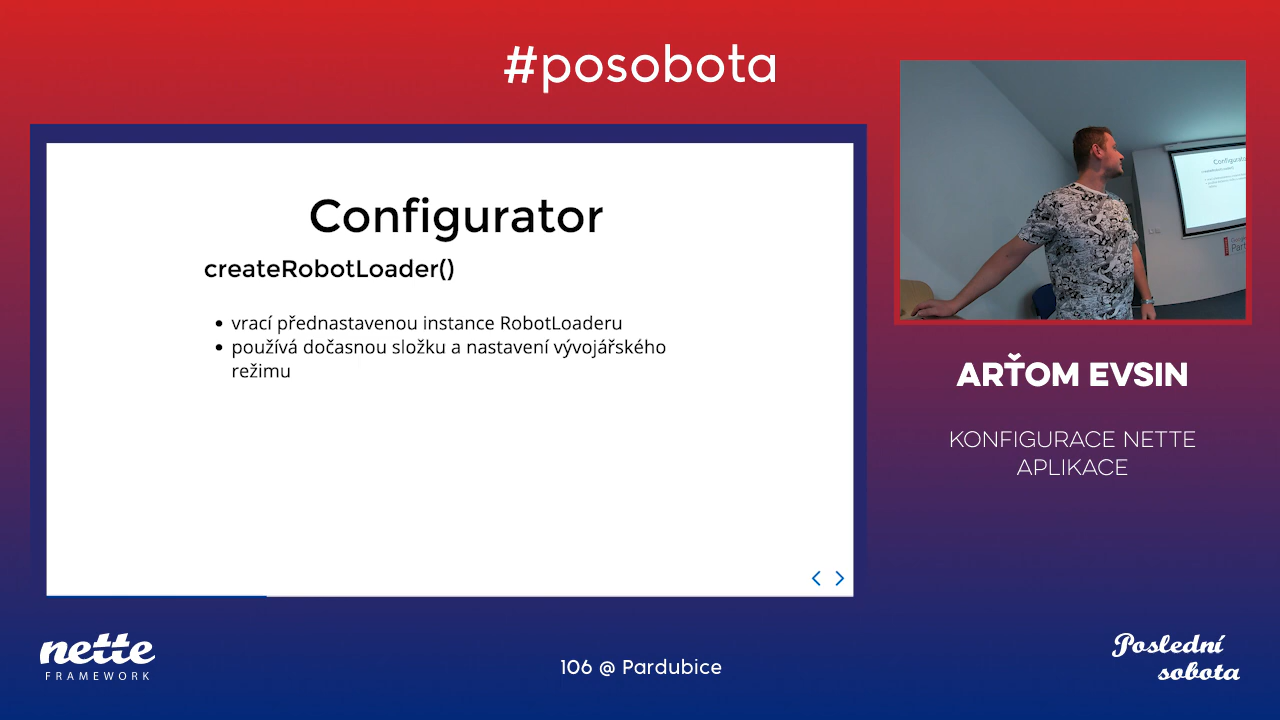 #posobota
Configurator
createRobotLoader()
vrací přednastavenou instance RobotLoaderu
používá dočasnou složku a nastavení vývojářského
režimu
ARŤOM EVSIN
KONFIGURACE NETTE
APLIKACE
nette
FRAMEWORK
106 @ Pardubice
Poslední
sobota